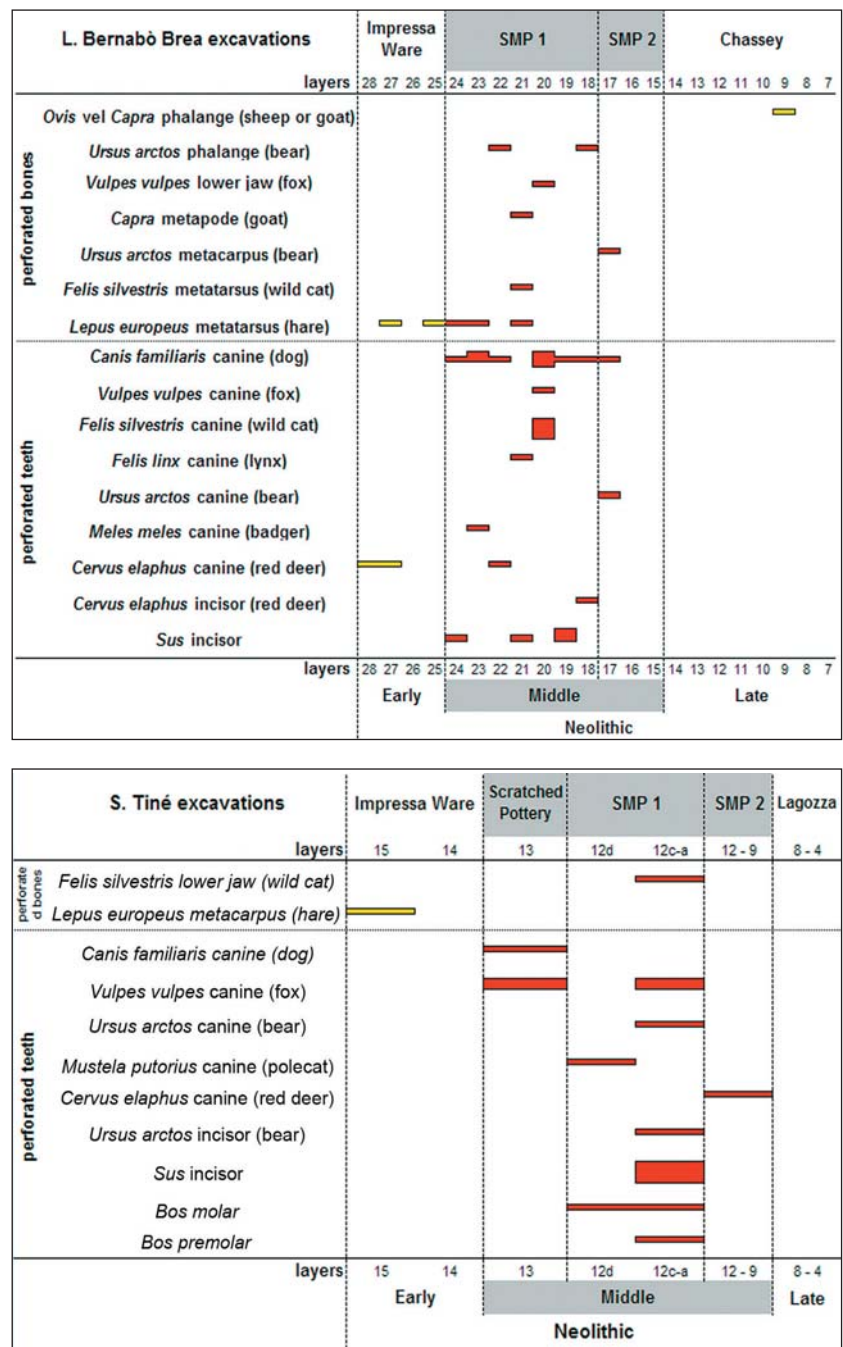 L. Bernabò Brea excavations
Impressa Ware
SMP 1
SMP 2
Chassey
layers 28 27 26 25 24 23 22 21 20 19 18 17 16 15 14 13 12 11 10 9 8 7
perforated bones
Ovis vel Capra phalange (sheep or goat)
Ursus arctos phalange (bear)
Vulpes vulpes lower jaw (fox)
Capra metapode (goat)
Ursus arctos metacarpus (bear)
Felis silvestris metatarsus (wild cat)
Lepus europeus metatarsus (hare)
perforated teeth
Canis familiaris canine (dog)
Vulpes vulpes canine (fox)
Felis silvestris canine (wild cat)
Felis linx canine (lynx)
Ursus arctos canine (bear)
Meles meles canine (badger)
Cervus elaphus canine (red deer)
Cervus elaphus incisor (red deer)
Sus incisor
layers 28 27 26 25 24 23 22 21 20 19 18 17 16 15 14 13 12 11 10 9 8 7
Early Middle Late
Neolithic
S. Tiné excavations
Impressa Ware
Scratched Pottery
SMP 1
SMP 2
Lagozza
layers 15 14 13 12d 12c-a 12 - 9 8 - 4
perforate
d bones
Felis silvestris lower jaw (wild cat)
Lepus europeus metacarpus (hare)
perforated teeth
Canis familiaris canine (dog)
Vulpes vulpes canine (fox)
Ursus arctos canine (bear)
Mustela putorius canine (polecat)
Cervus elaphus canine (red deer)
Ursus arctos incisor (bear)
Sus incisor
Bos molar
Bos premolar
layers 15 14 13 12d 12c-a 12 - 9 8 - 4
Early Middle Late
Neolithic